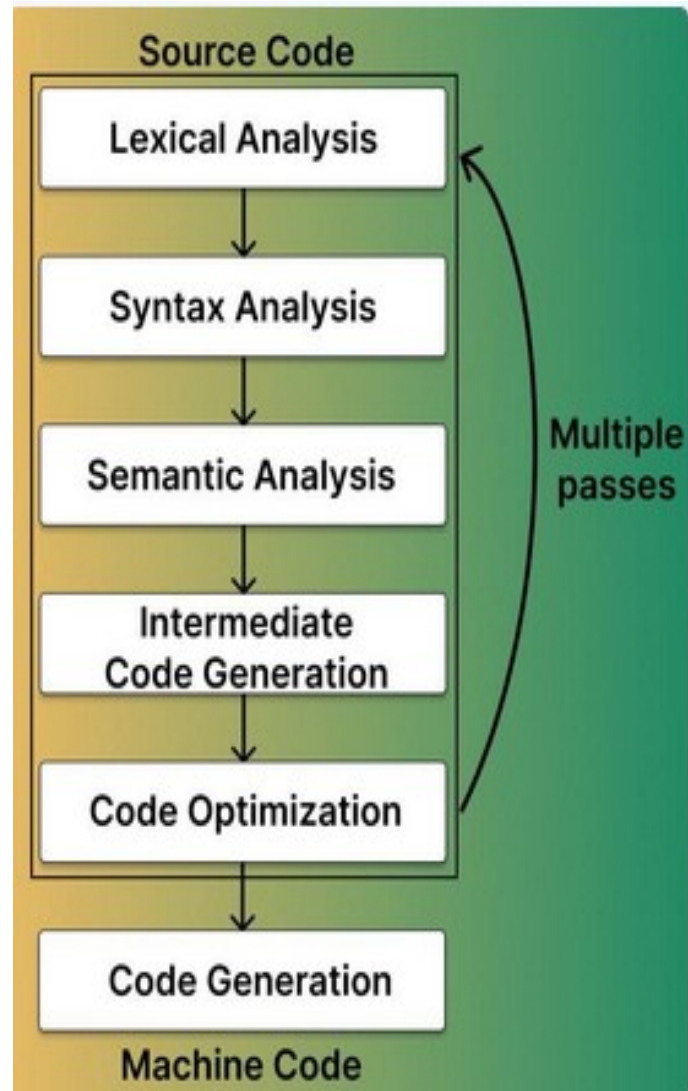 Source Code
Lexical Analysis
Syntax Analysis
Semantic Analysis
Intermediate
Code Generation
Code Optimization
Multiple
passes
Code Generation
Machine Code